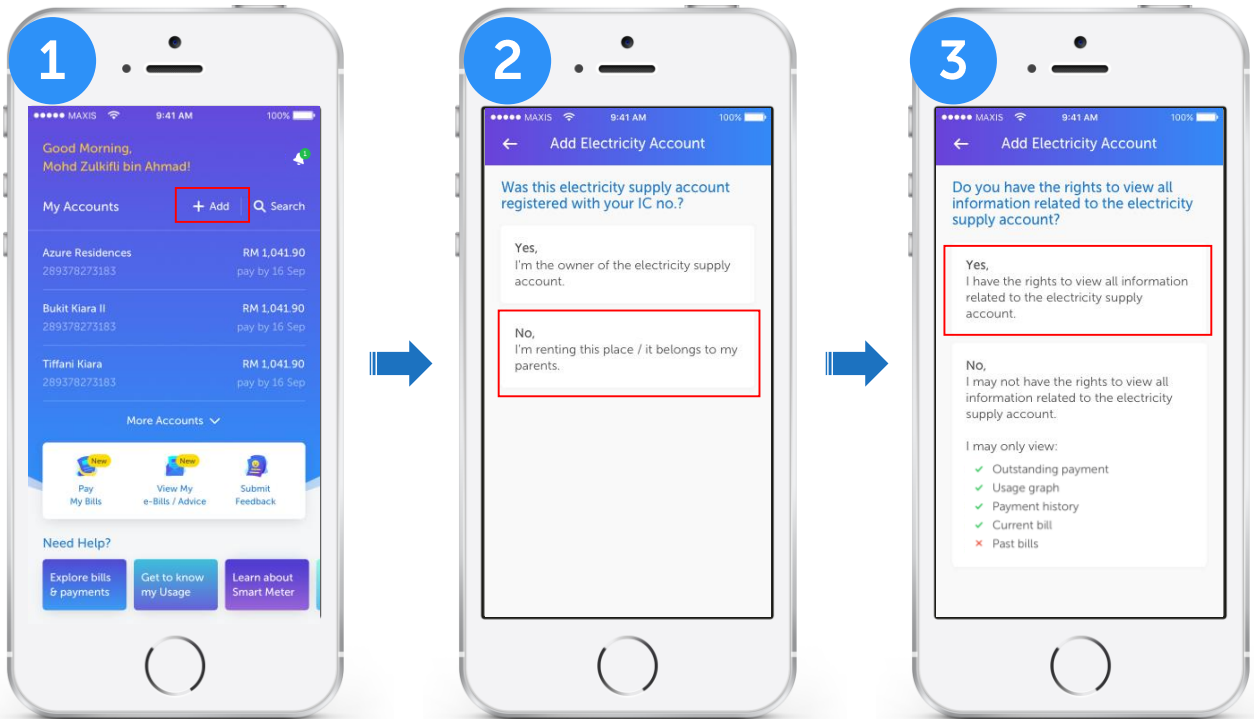 1
MAXIS 9:41 AM 100%
Good Morning,
Mohd Zulkifli bin Ahmad!
1
My Accounts + Add Search
Azure Residences RM 1,041.90
289378273183 pay by 16 Sep
Bukit Kiara II RM 1,041.90
289378273183 pay by 16 Sep
Tiffani Kiara RM 1,041.90
289378273183 pay by 16 Sep
More Accounts
New New
Pay View My Submit
My Bills e-Bills / Advice Feedback
Need Help?
Explore bills Get to know Learn about
& payments my Usage Smart Meter
2
MAXIS 9:41 AM 100%
Add Electricity Account
Was this electricity supply account
registered with your IC no.?
Yes,
I'm the owner of the electricity supply
account.
No,
I'm renting this place / it belongs to my
parents.
3
MAXIS 9:41 AM 100%
Add Electricity Account
Do you have the rights to view all
information related to the electricity
supply account?
Yes,
I have the rights to view all information
related to the electricity supply
account.
No,
I may not have the rights to view all
information related to the electricity
supply account.
I may only view:
Outstanding payment
Usage graph
Payment history
Current bill
Past bills